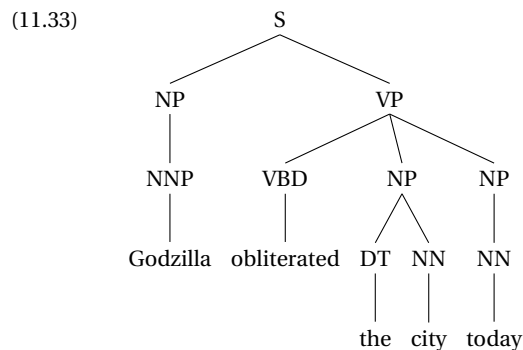 (11.33) S
NP VP
NNP VBD NP NP
Godzilla obliterated DT NN NN
the city today